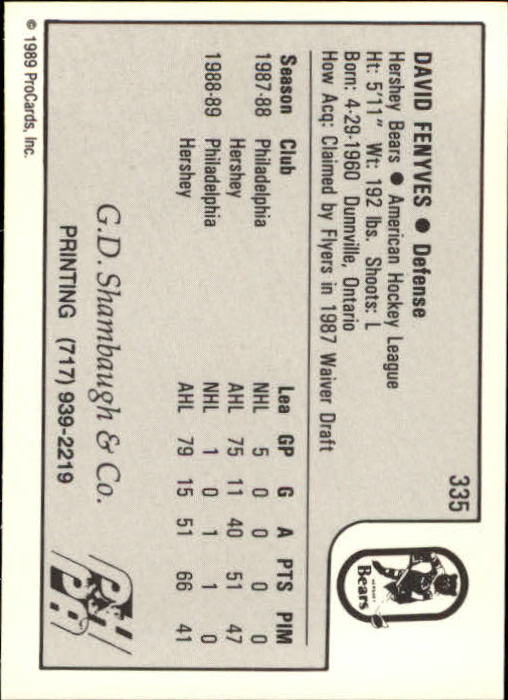 335
DAVID FENYVES ● Defense
Hershey Bears ● American Hockey League
Ht: 5'11" Wt: 192 lbs. Shoots: L
Born: 4-29-1960 Dunnville, Ontario
How Acq: Claimed by Flyers in 1987 Waiver Draft
HERSHEY
Bears
Season Club Lea GP G A PTS PIM
1987-88 Philadelphia NHL 5 0 0 0 0
Hershey AHL 75 11 40 51 47
1988-89 Philadelphia NHL 1 0 1 1 0
Hershey AHL 79 15 51 66 41
G.D. Shambaugh & Co.
PRINTING (717) 939-2219
PHPA
© 1989 ProCards, Inc.